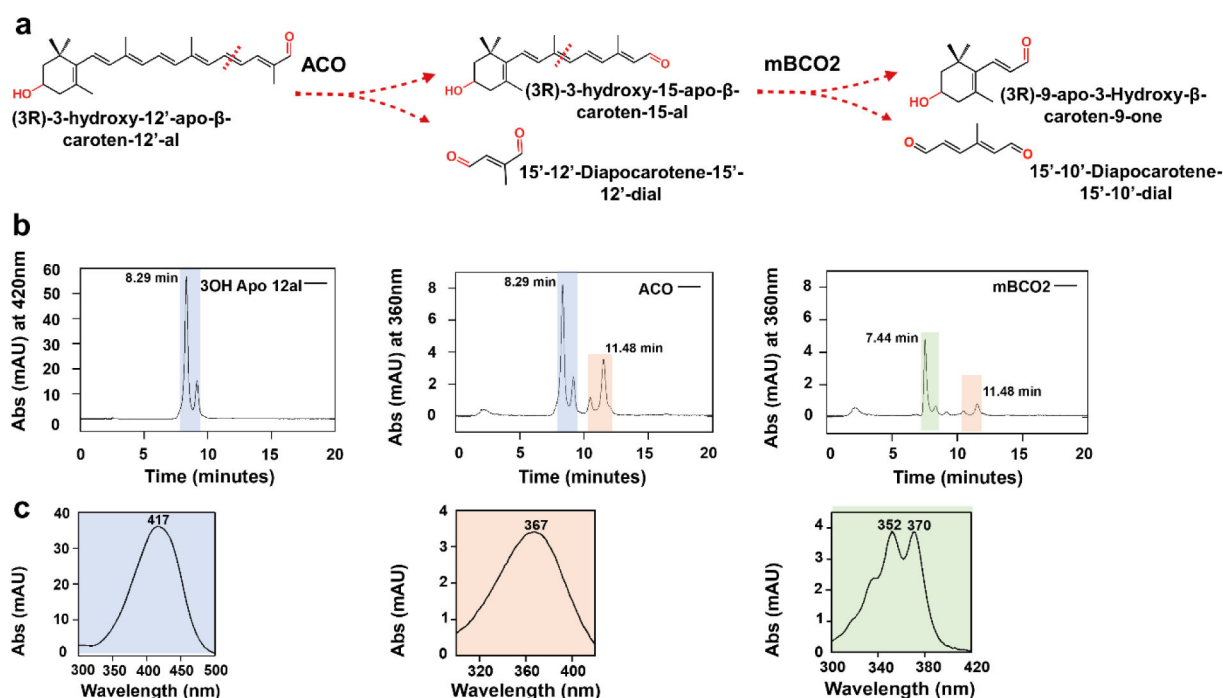 a
ACO
mBCO2
O
HO
(3R)-3-hydroxy-12'-apo-β-
caroten-12'-al
O
HO
(3R)-3-hydroxy-15-apo-β-
caroten-15-al
O
O
15'-12'-Diapocarotene-15'-
12'-dial
O
HO
(3R)-9-apo-3-Hydroxy-β-
caroten-9-one
O
O
15'-10'-Diapocarotene-
15'-10'-dial
b
Abs (mAU) at 420nm
60
50
40
30
20
10
0
8.29 min
3OH Apo 12al
0 5 10 15 20
Time (minutes)
Abs (mAU) at 360nm
8
6
4
2
0
8.29 min
ACO
11.48 min
0 5 10 15 20
Time (minutes)
Abs (mAU) at 360nm
8
6
4
2
0
mBCO2
7.44 min
11.48 min
0 5 10 15 20
Time (minutes)
c
Abs (mAU)
40
30
20
10
0
417
300 350 400 450 500
Wavelength (nm)
Abs (mAU)
4
3
2
1
0
367
320 360 400
Wavelength (nm)
Abs (mAU)
4
3
2
1
0
352 370
300 340 380 420
Wavelength (nm)